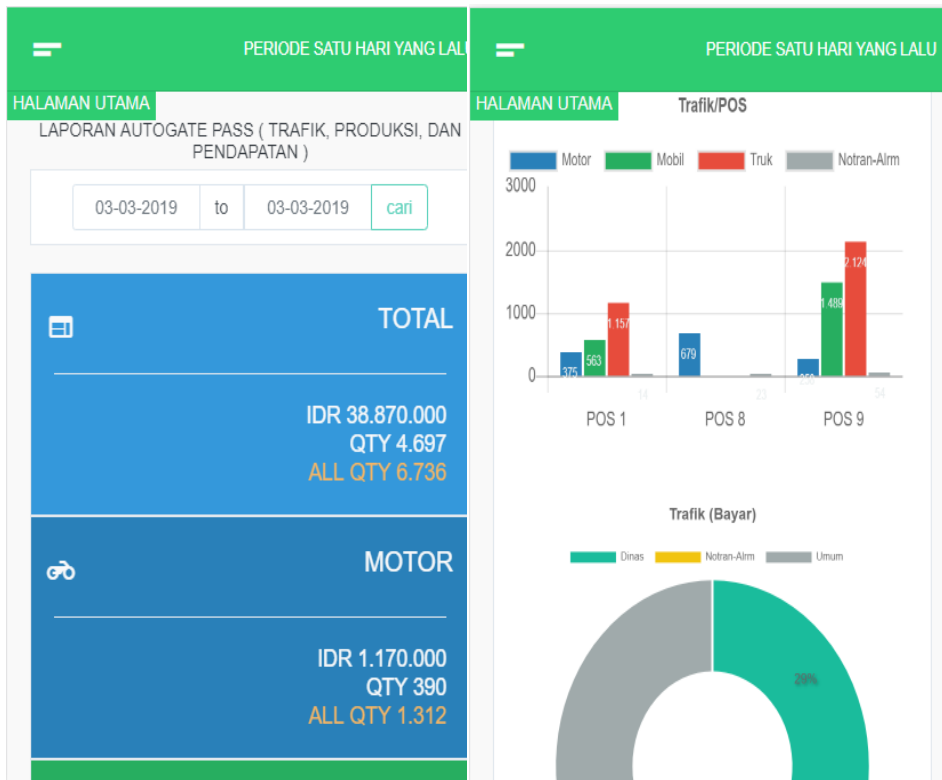 PERIODE SATU HARI YANG LALU
HALAMAN UTAMA
LAPORAN AUTOGATE PASS ( TRAFIK, PRODUKSI, DAN
PENDAPATAN )
03-03-2019 to 03-03-2019 cari
TOTAL
IDR 38.870.000
QTY 4.697
ALL QTY 6.736
MOTOR
IDR 1.170.000
QTY 390
ALL QTY 1.312
PERIODE SATU HARI YANG LALU
HALAMAN UTAMA
Trafik/POS
Motor Mobil Truk Notran-Alrm
3000
2000
1000
0
375 563 1.157 14
679 23
1.489 2.124 54
POS 1 POS 8 POS 9
Trafik (Bayar)
Dinas Notran-Alrm Umum
29%